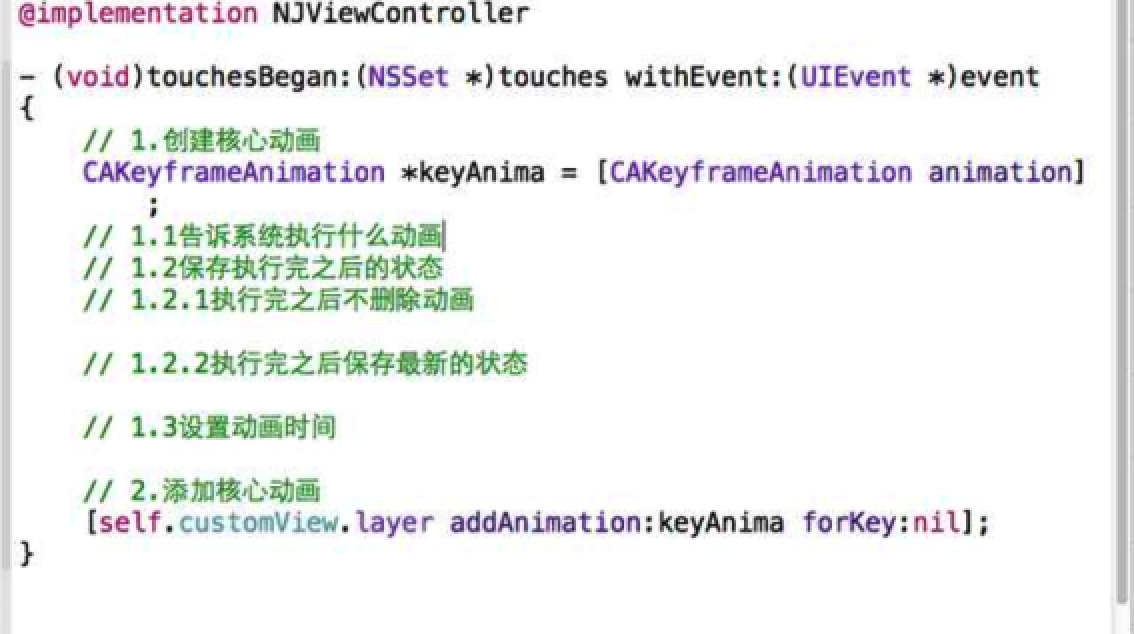 @implementation NJViewController
- (void)touchesBegan:(NSSet *)touches withEvent:(UIEvent *)event
{
// 1.创建核心动画
CAKeyframeAnimation *keyAnima = [CAKeyframeAnimation animation]
;
// 1.1告诉系统执行什么动画
// 1.2保存执行完之后的状态
// 1.2.1执行完之后不删除动画
// 1.2.2执行完之后保存最新的状态
// 1.3设置动画时间
// 2.添加核心动画
[self.customView.layer addAnimation:keyAnima forKey:nil];
}